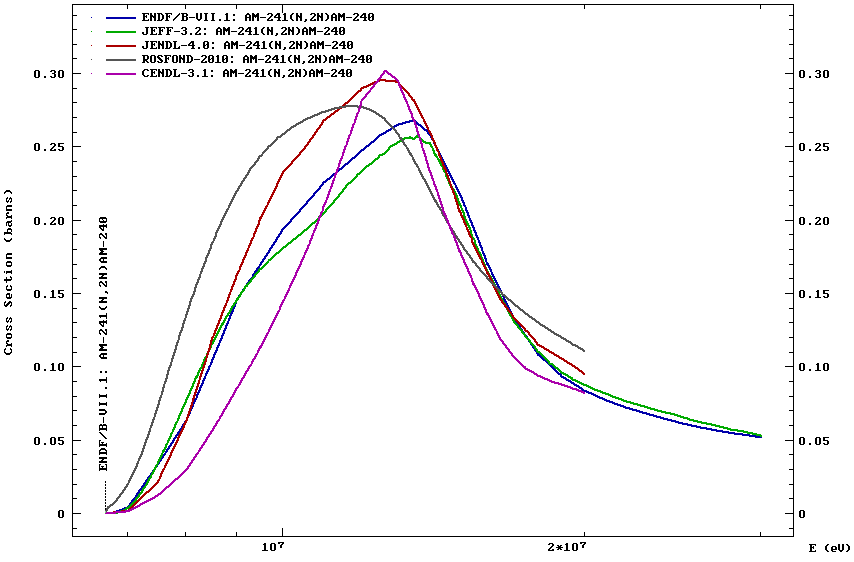 ENDF/B-VII.1: AM-241(N,2N)AM-240
JEFF-3.2: AM-241(N,2N)AM-240
JENDL-4.0: AM-241(N,2N)AM-240
ROSFOND-2010: AM-241(N,2N)AM-240
CENDL-3.1: AM-241(N,2N)AM-240
0.30 0.30
0.25 0.25
0.20 0.20
0.15 0.15
0.10 0.10
0.05 0.05
0 0
Cross Section (barns)
ENDF/B-VII.1: AM-241(N,2N)AM-240
10⁷ 2*10⁷ E (eV)